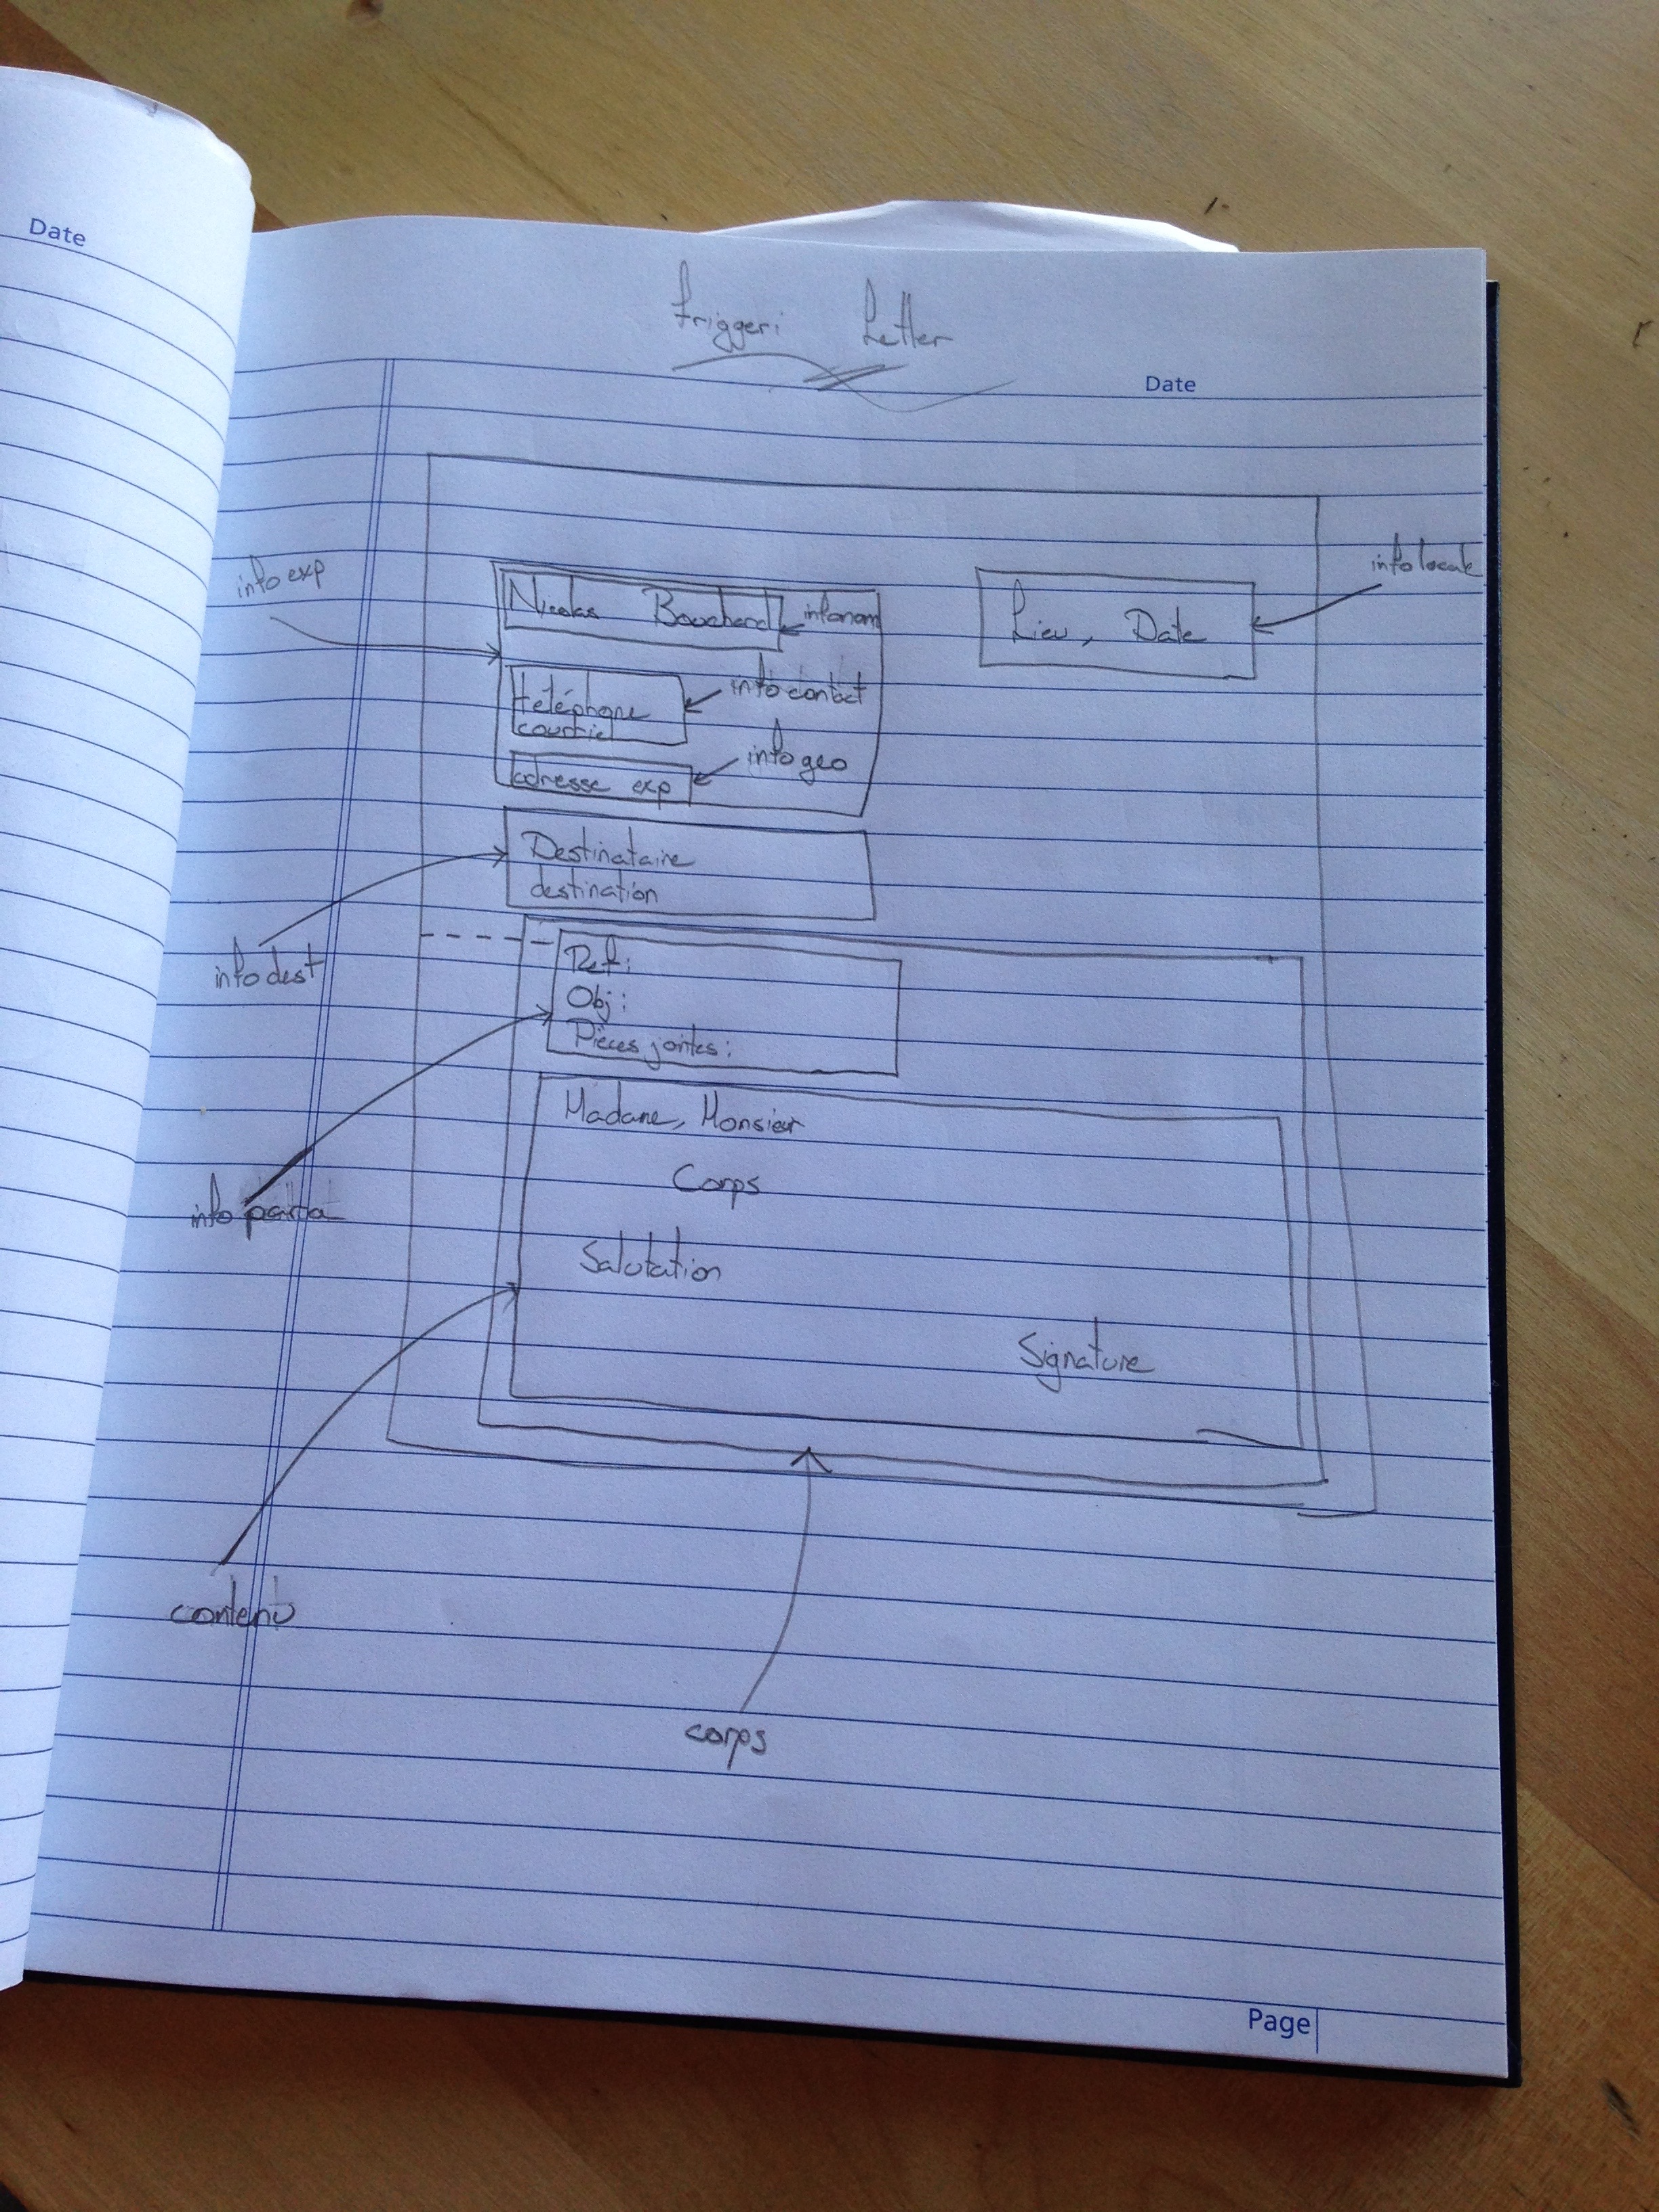 Date
friggeri Letter
Date
info exp
Nicolas Bouchard
infonom
Lieu, Date
info locale
téléphone
courriel
info contact
adresse exp
info geo
Destinataire
destination
info dest
Ref:
Obj:
Pièces jointes:
info
Madame, Monsieur
Corps
Salutation
Signature
contenu
corps
Page